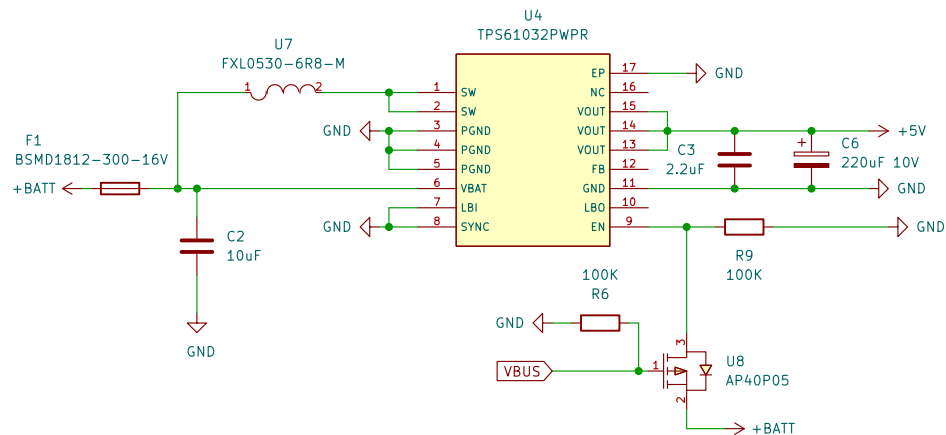 U4
TPS61032PWPR
U7
FXL0530-6R8-M
F1
BSMD1812-300-16V
+BATT
C2
10uF
GND
GND
GND
1
2
1 SW
2 SW
3 PGND
4 PGND
5 PGND
6 VBAT
7 LBI
8 SYNC
EP 17
NC 16
VOUT 15
VOUT 14
VOUT 13
FB 12
GND 11
LBO 10
EN 9
GND
C3
2.2uF
+
C6
220uF 10V
+5V
GND
R9
100K
GND
100K
R6
GND
VBUS
1
3
2
U8
AP40P05
+BATT